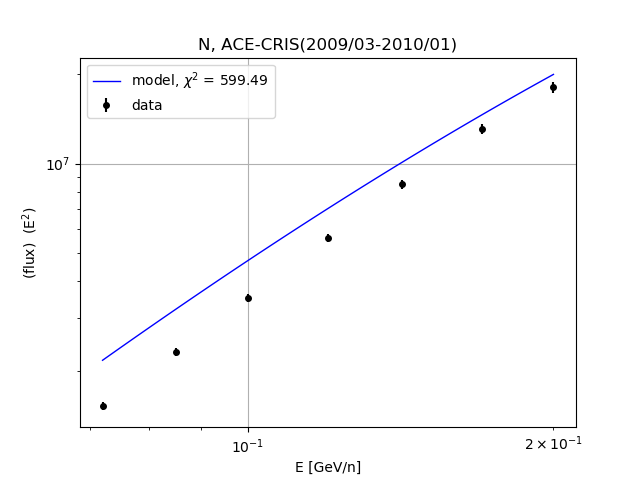 N, ACE-CRIS(2009/03-2010/01)
model, χ² = 599.49
data
10⁷
(flux) (E²)
10⁻¹
2 × 10⁻¹
E [GeV/n]